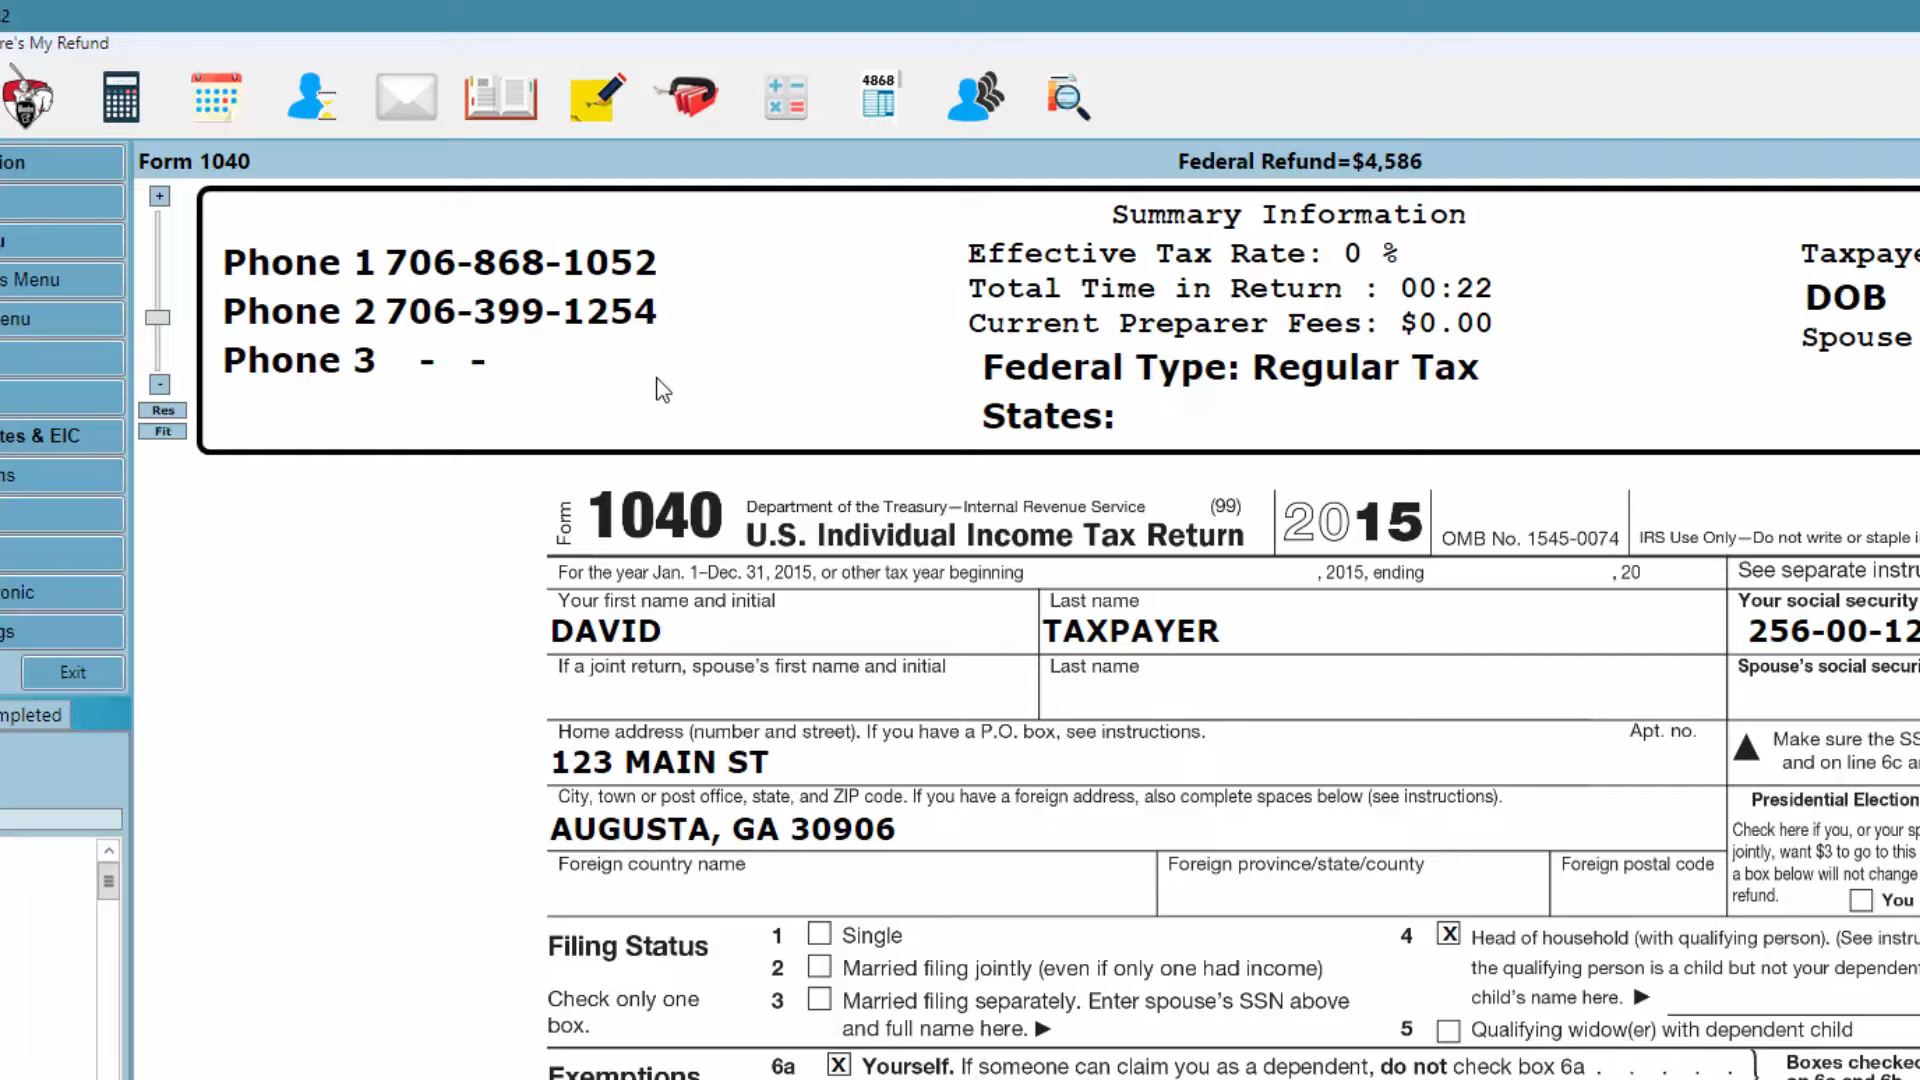 .2
re's My Refund
4868
ion
Form 1040
Federal Refund=$4,586
u
s Menu
enu
tes & EIC
ns
onic
gs
Exit
mpleted
+
-
Res
Fit
Summary Information
Phone 1 706-868-1052
Phone 2 706-399-1254
Phone 3 - -
Effective Tax Rate: 0 %
Total Time in Return : 00:22
Current Preparer Fees: $0.00
Federal Type: Regular Tax
States:
Taxpaye
DOB
Spouse
Form 1040
Department of the Treasury—Internal Revenue Service (99)
U.S. Individual Income Tax Return
2015
OMB No. 1545-0074
IRS Use Only—Do not write or staple i
For the year Jan. 1–Dec. 31, 2015, or other tax year beginning , 2015, ending , 20
See separate instru
Your first name and initial
Last name
Your social security
DAVID
TAXPAYER
256-00-12
If a joint return, spouse's first name and initial
Last name
Spouse's social securi
Home address (number and street). If you have a P.O. box, see instructions.
Apt. no.
123 MAIN ST
▲ Make sure the SS
and on line 6c a
City, town or post office, state, and ZIP code. If you have a foreign address, also complete spaces below (see instructions).
AUGUSTA, GA 30906
Presidential Election
Check here if you, or your sp
jointly, want $3 to go to this
a box below will not change
refund.
You
Foreign country name
Foreign province/state/county
Foreign postal code
Filing Status
Check only one
box.
1 Single
2 Married filing jointly (even if only one had income)
3 Married filing separately. Enter spouse's SSN above
and full name here. ▶
4 X Head of household (with qualifying person). (See instru
the qualifying person is a child but not your dependen
child's name here. ▶
5 Qualifying widow(er) with dependent child
Exemptions
6a X Yourself. If someone can claim you as a dependent, do not check box 6a . . . . .
Boxes checke